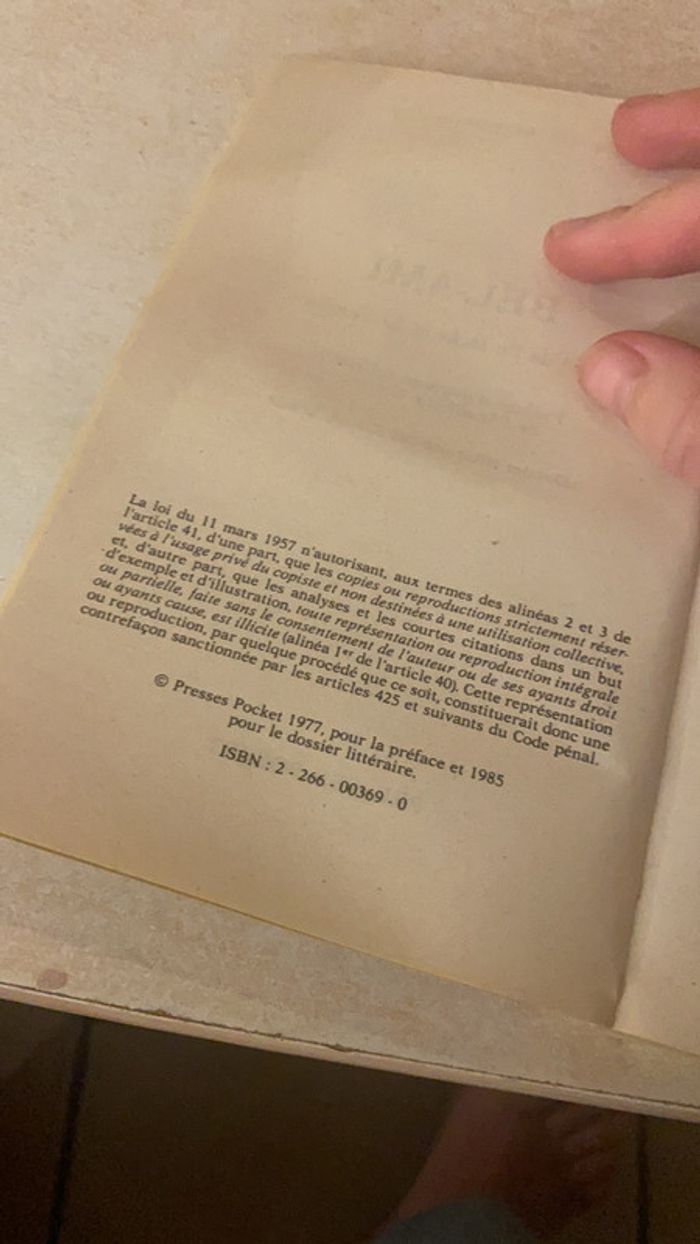 La loi du 11 mars 1957 n'autorisant, aux termes des alinéas 2 et 3 de
l'article 41, d'une part, que les copies ou reproductions strictement réser-
vées à l'usage privé du copiste et non destinées à une utilisation collective,
et, d'autre part, que les analyses et les courtes citations dans un but
d'exemple et d'illustration, toute représentation ou reproduction intégrale
ou partielle, faite sans le consentement de l'auteur ou de ses ayants droit
ou ayants cause, est illicite (alinéa 1er de l'article 40). Cette représentation
ou reproduction, par quelque procédé que ce soit, constituerait donc une
contrefaçon sanctionnée par les articles 425 et suivants du Code pénal.
© Presses Pocket 1977, pour la préface et 1985
pour le dossier littéraire.
ISBN : 2 - 266 - 00369 - 0